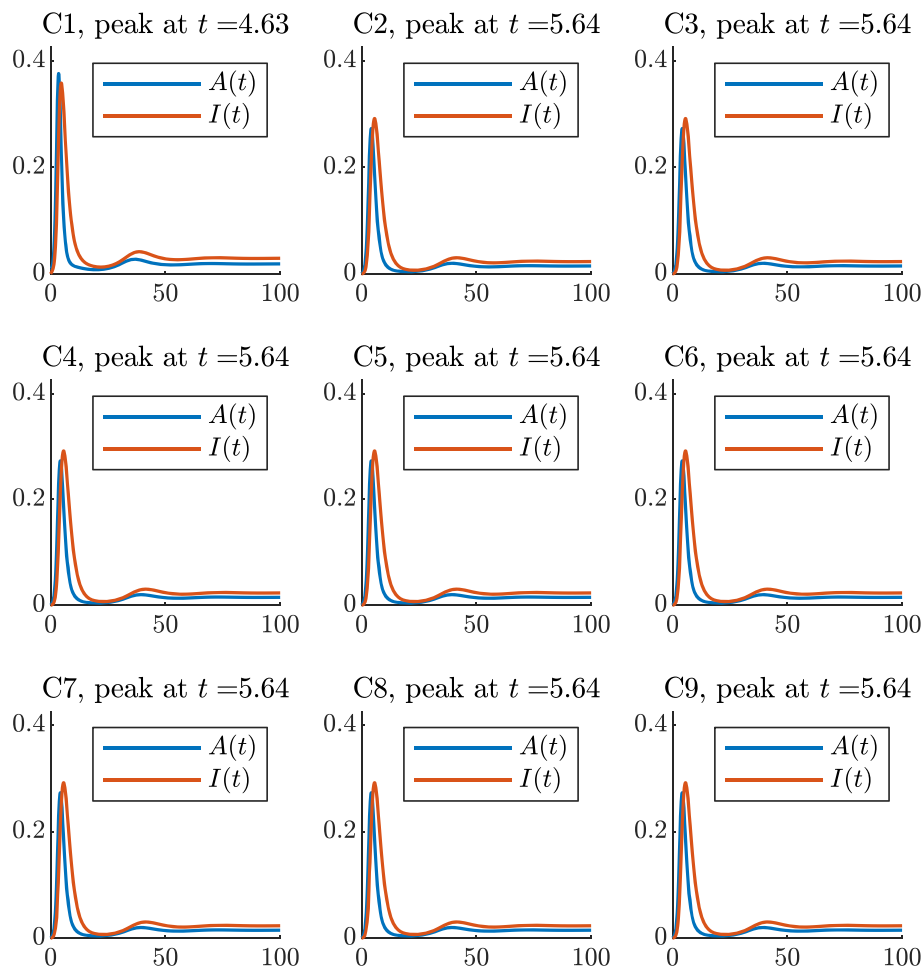 C1, peak at t =4.63
0.4
A(t)
I(t)
0.2
0
0 50 100
C2, peak at t =5.64
0.4
A(t)
I(t)
0.2
0
0 50 100
C3, peak at t =5.64
0.4
A(t)
I(t)
0.2
0
0 50 100
C4, peak at t =5.64
0.4
A(t)
I(t)
0.2
0
0 50 100
C5, peak at t =5.64
0.4
A(t)
I(t)
0.2
0
0 50 100
C6, peak at t =5.64
0.4
A(t)
I(t)
0.2
0
0 50 100
C7, peak at t =5.64
0.4
A(t)
I(t)
0.2
0
0 50 100
C8, peak at t =5.64
0.4
A(t)
I(t)
0.2
0
0 50 100
C9, peak at t =5.64
0.4
A(t)
I(t)
0.2
0
0 50 100